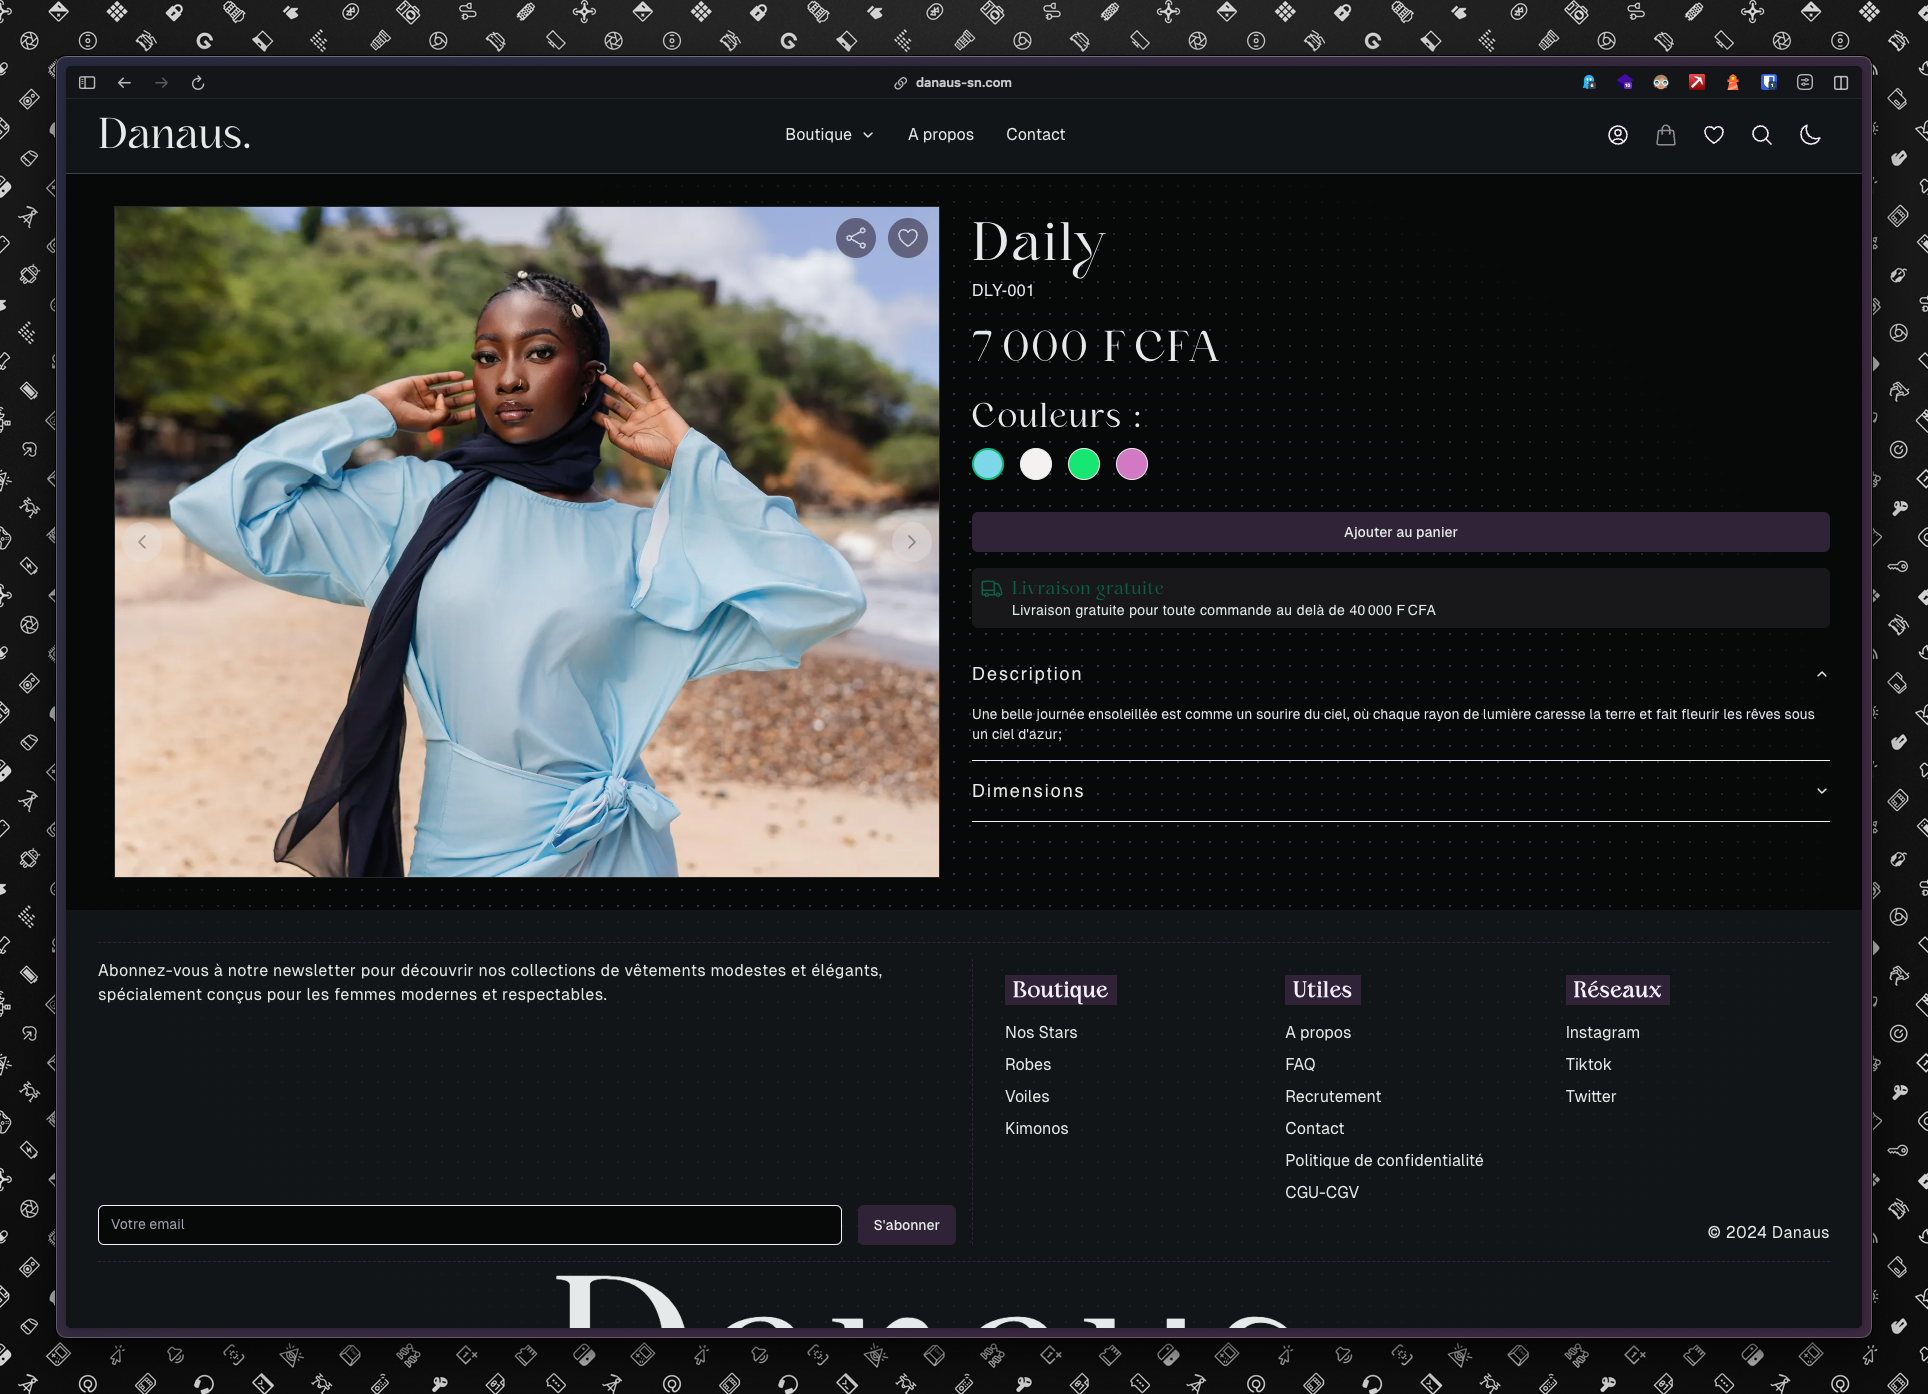 danaus-sn.com
Danaus.
Boutique
A propos
Contact
Daily
DLY-001
7 000 F CFA
Couleurs :
Ajouter au panier
Livraison gratuite
Livraison gratuite pour toute commande au delà de 40 000 F CFA
Description
Une belle journée ensoleillée est comme un sourire du ciel, où chaque rayon de lumière caresse la terre et fait fleurir les rêves sous
un ciel d'azur;
Dimensions
Abonnez-vous à notre newsletter pour découvrir nos collections de vêtements modestes et élégants,
spécialement conçus pour les femmes modernes et respectables.
Votre email
S'abonner
Boutique
Nos Stars
Robes
Voiles
Kimonos
Utiles
A propos
FAQ
Recrutement
Contact
Politique de confidentialité
CGU-CGV
Réseaux
Instagram
Tiktok
Twitter
© 2024 Danaus
Danaus